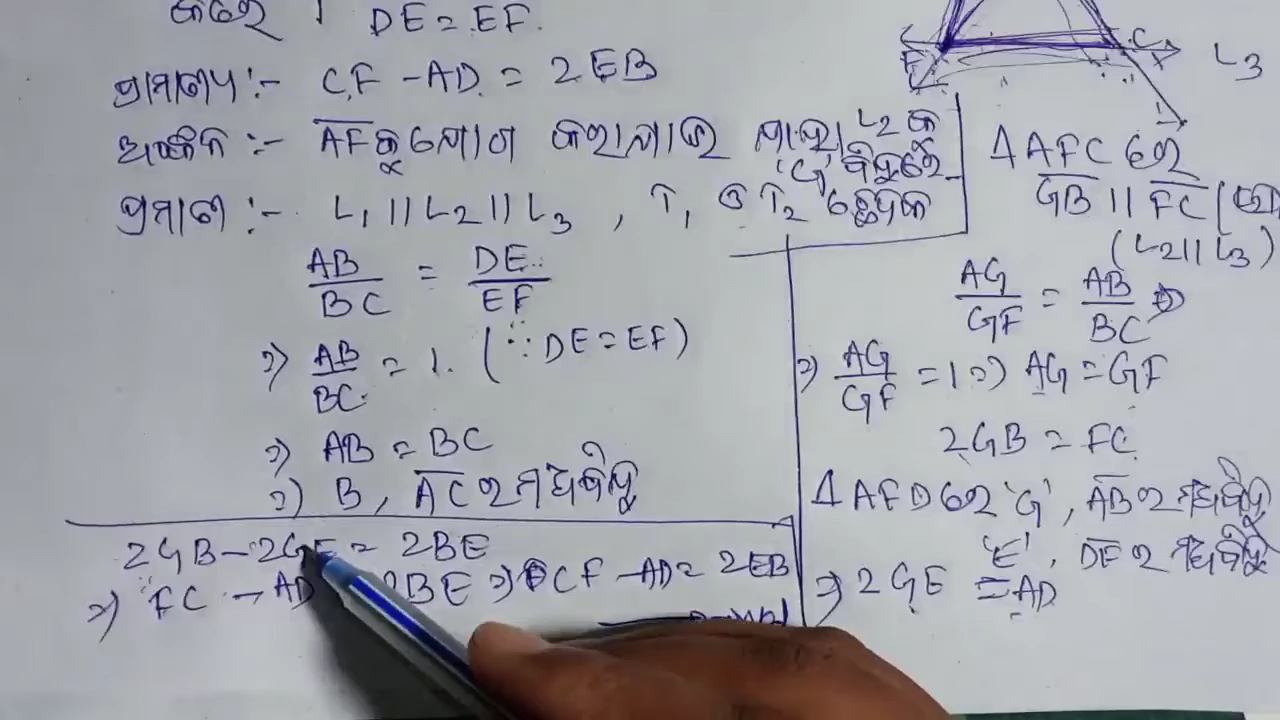 DE = EF.
ପ୍ରମାଣ୍ୟ :- CF - AD = 2EB
ଅଙ୍କନ :- AF କୁ ଯୋଗ କରାଯାଉ ଯାହା L2 କୁ
'G' ବିନ୍ଦୁରେ
ପ୍ରମାଣ :- L1 || L2 || L3 , T1 ଓ T2 ଛେଦକ
AB/BC = DE/EF
⇒ AB/BC = 1. (∵ DE = EF)
⇒ AB = BC
⇒ B, AC ର ମଧ୍ୟବିନ୍ଦୁ
2GB - 2GE = 2BE
⇒ FC - AD 2BE ⇒ CF - AD = 2EB
C
F
L3
Δ AFC ରେ
GB || FC
(L2 || L3)
AG/GF = AB/BC
⇒ AG/GF = 1 ⇒ AG = GF
2GB = FC
Δ AFD ରେ 'G', AB ର ମଧ୍ୟବିନ୍ଦୁ
'E', DF ର ମଧ୍ୟବିନ୍ଦୁ
⇒ 2GE = AD